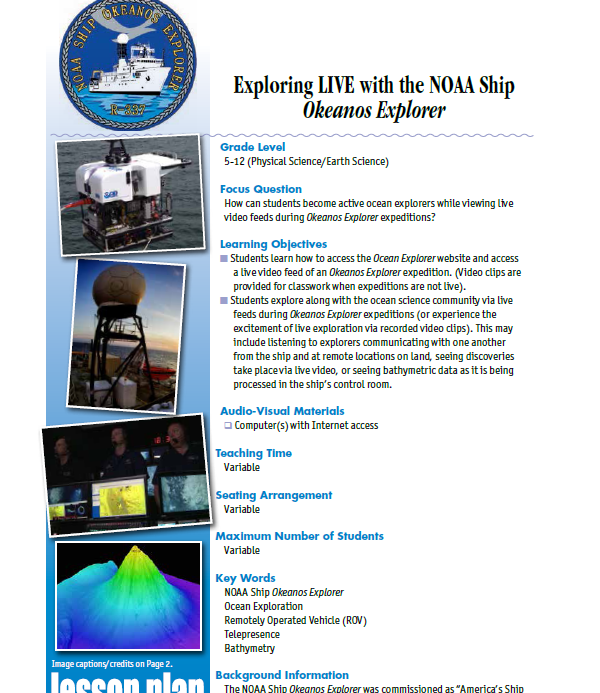 NOAA SHIP OKEANOS EXPLORER
R 337
Exploring LIVE with the NOAA Ship
Okeanos Explorer
Grade Level
5-12 (Physical Science/Earth Science)
Focus Question
How can students become active ocean explorers while viewing live
video feeds during Okeanos Explorer expeditions?
Learning Objectives
Students learn how to access the Ocean Explorer website and access
a live video feed of an Okeanos Explorer expedition. (Video clips are
provided for classwork when expeditions are not live).
Students explore along with the ocean science community via live
feeds during Okeanos Explorer expeditions (or experience the
excitement of live exploration via recorded video clips). This may
include listening to explorers communicating with one another
from the ship and at remote locations on land, seeing discoveries
take place via live video, or seeing bathymetric data as it is being
processed in the ship's control room.
Audio-Visual Materials
❑ Computer(s) with Internet access
Teaching Time
Variable
Seating Arrangement
Variable
Maximum Number of Students
Variable
Key Words
NOAA Ship Okeanos Explorer
Ocean Exploration
Remotely Operated Vehicle (ROV)
Telepresence
Bathymetry
Image captions/credits on Page 2.
lesson plan
Background Information
The NOAA Ship Okeanos Explorer was commissioned as "America's Ship